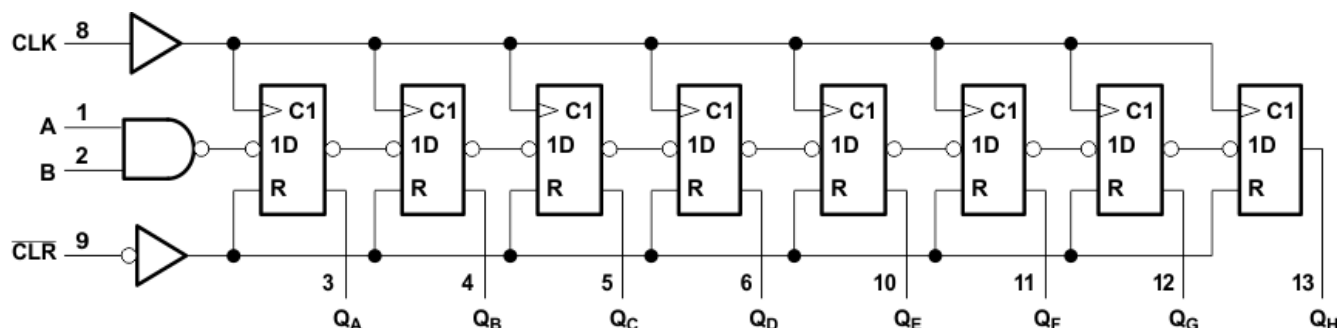 CLK 8
C1 C1 C1 C1 C1 C1 C1 C1
A 1
1D 1D 1D 1D 1D 1D 1D 1D
B 2
R R R R R R R R
CLR 9
3 4 5 6 10 11 12 13
QA QB QC QD QE QF QG QH